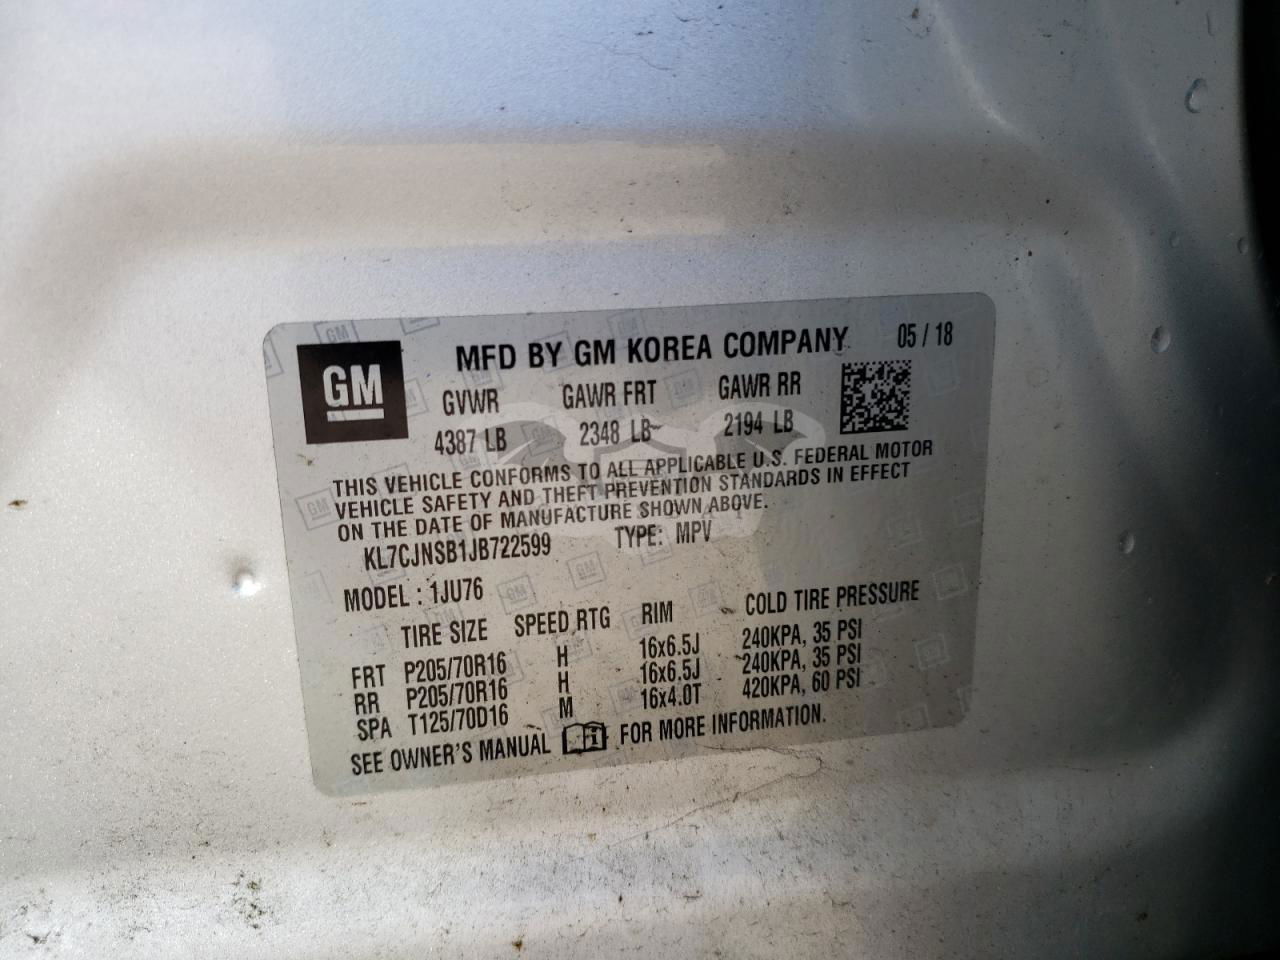 GM
MFD BY GM KOREA COMPANY 05 / 18
GVWR GAWR FRT GAWR RR
4387 LB 2348 LB 2194 LB
THIS VEHICLE CONFORMS TO ALL APPLICABLE U.S. FEDERAL MOTOR
VEHICLE SAFETY AND THEFT PREVENTION STANDARDS IN EFFECT
ON THE DATE OF MANUFACTURE SHOWN ABOVE.
KL7CJNSB1JB722599 TYPE: MPV
MODEL : 1JU76
TIRE SIZE SPEED RTG RIM COLD TIRE PRESSURE
FRT P205/70R16 H 16x6.5J 240KPA, 35 PSI
RR P205/70R16 H 16x6.5J 240KPA, 35 PSI
SPA T125/70D16 M 16x4.0T 420KPA, 60 PSI
SEE OWNER'S MANUAL i FOR MORE INFORMATION.